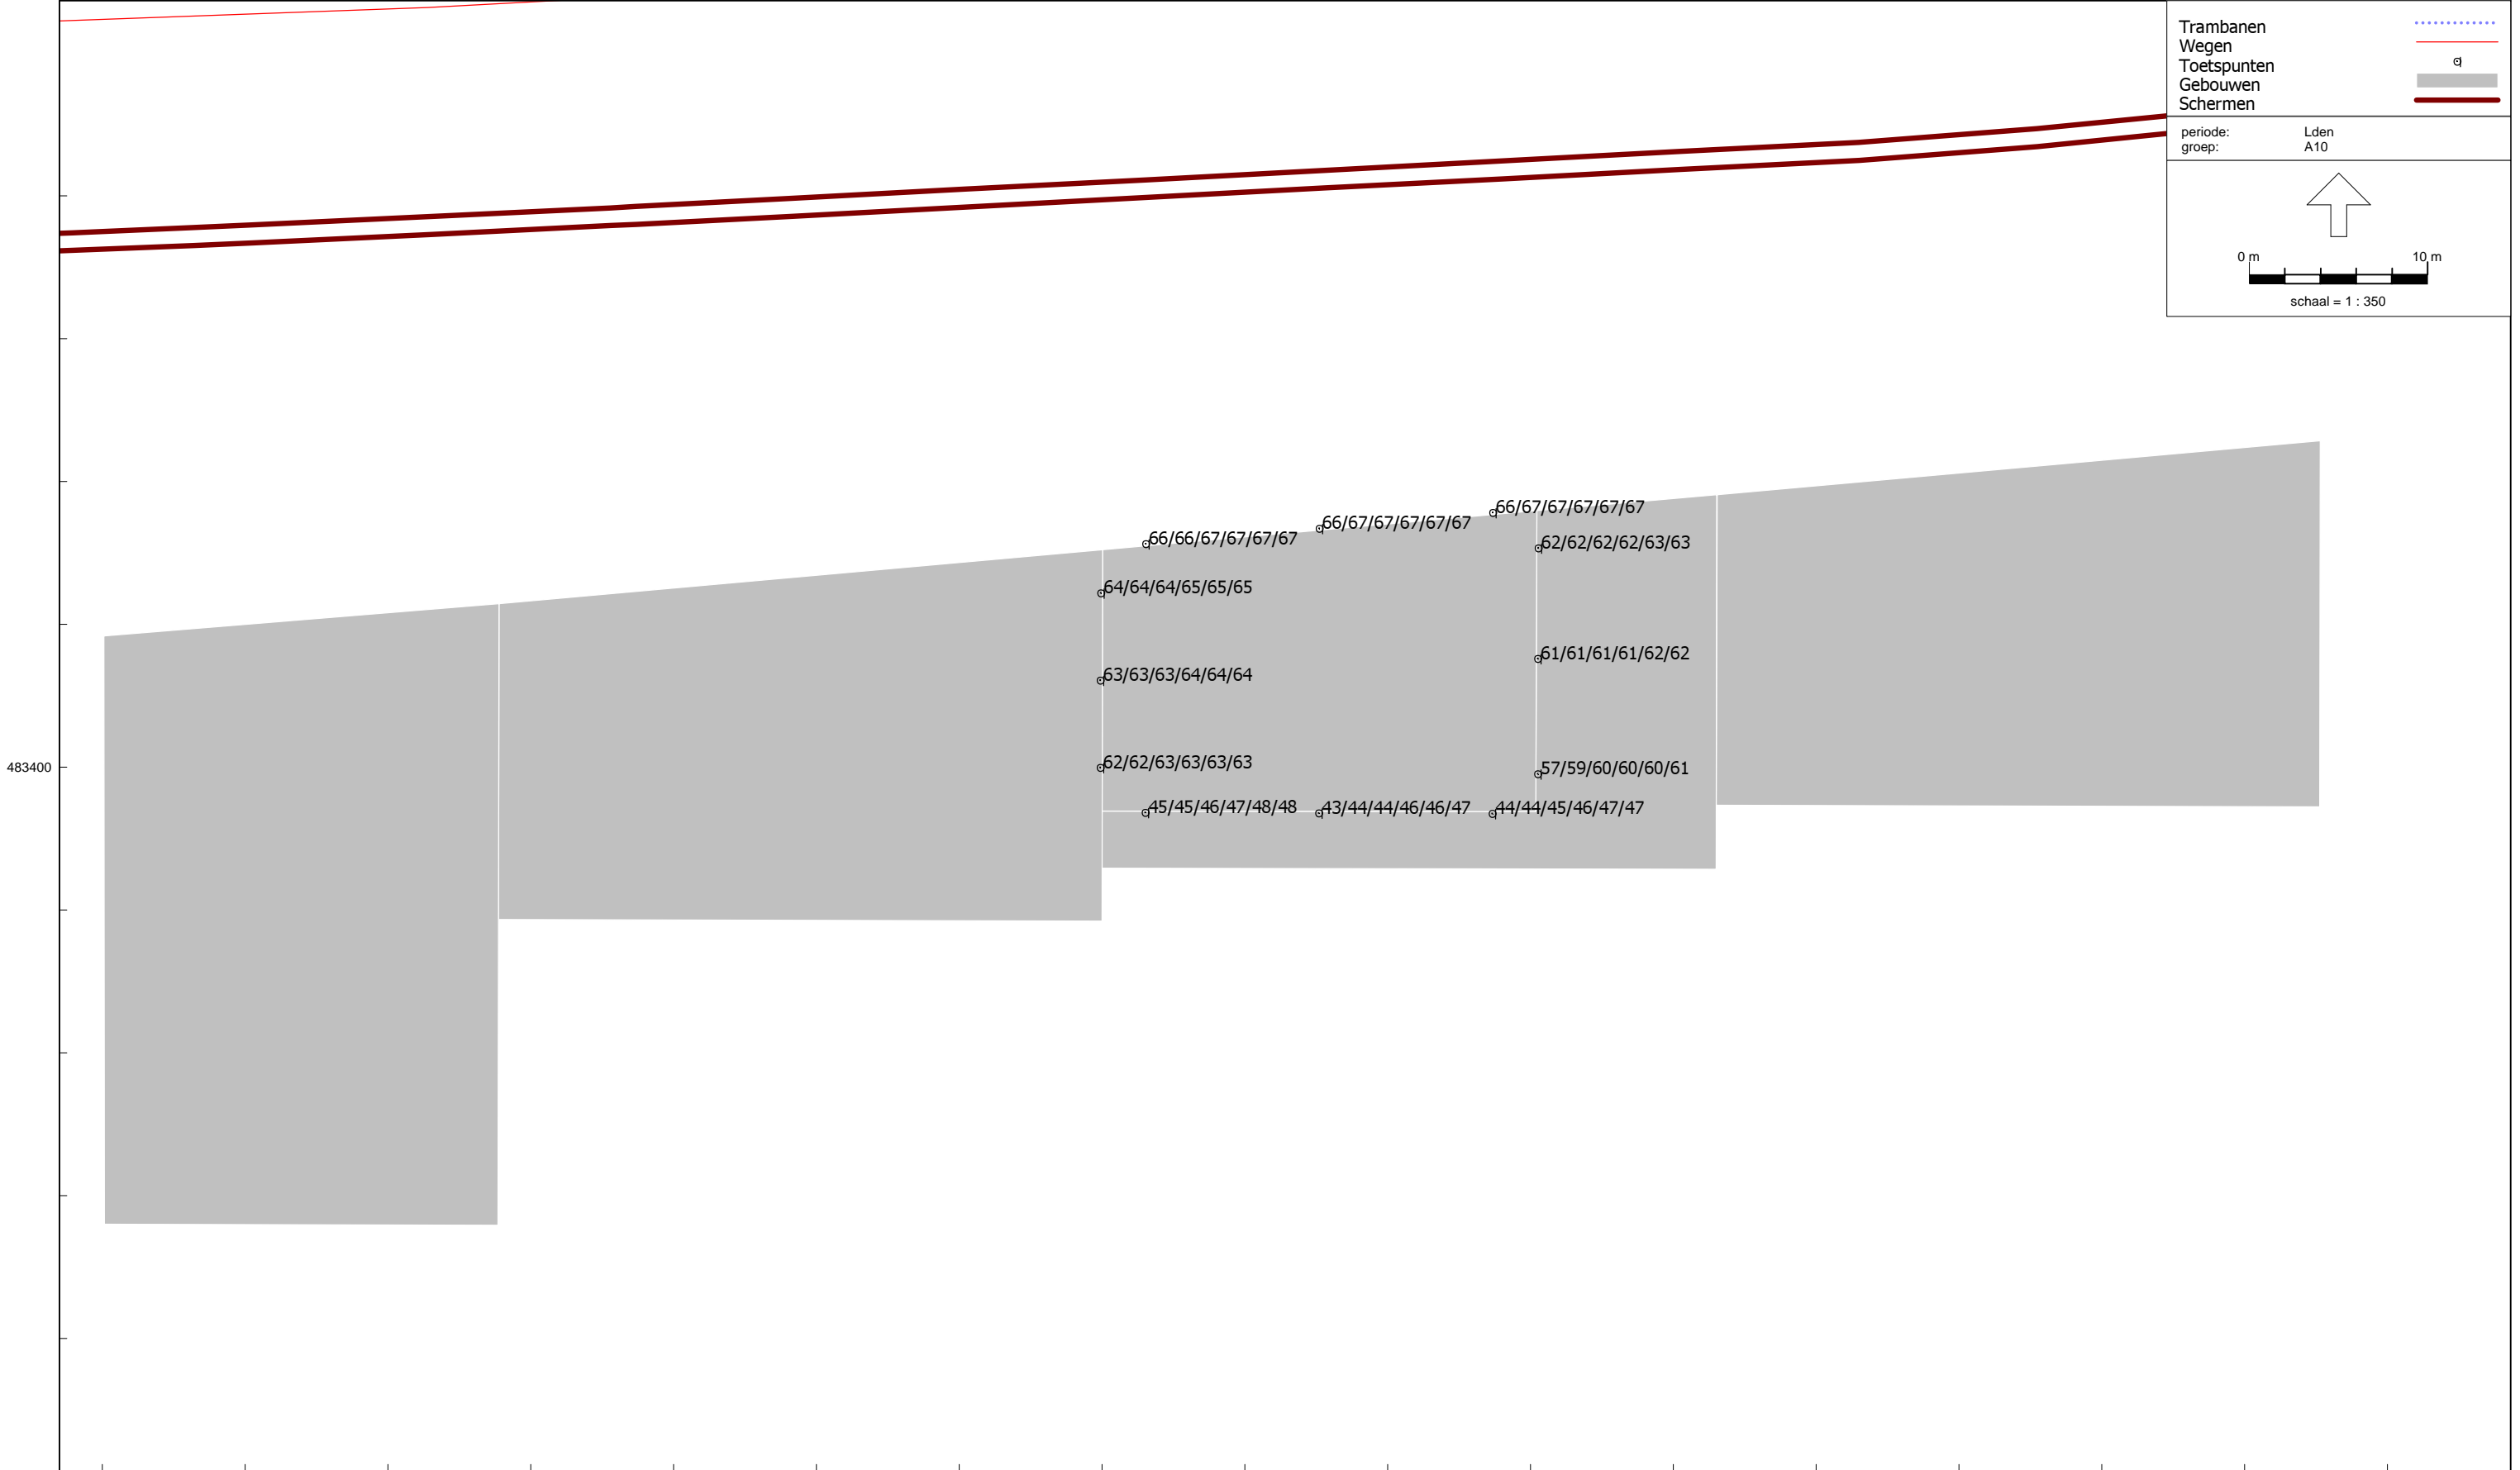 Trambanen
Wegen
Toetspunten
Gebouwen
Schermen
periode: Lden
groep: A10
0 m 10 m
schaal = 1 : 350
66/67/67/67/67/67
66/67/67/67/67/67
66/66/67/67/67/67
62/62/62/62/63/63
64/64/64/65/65/65
61/61/61/61/62/62
63/63/63/64/64/64
483400
62/62/63/63/63/63
57/59/60/60/60/61
45/45/46/47/48/48
43/44/44/46/46/47
44/44/45/46/47/47